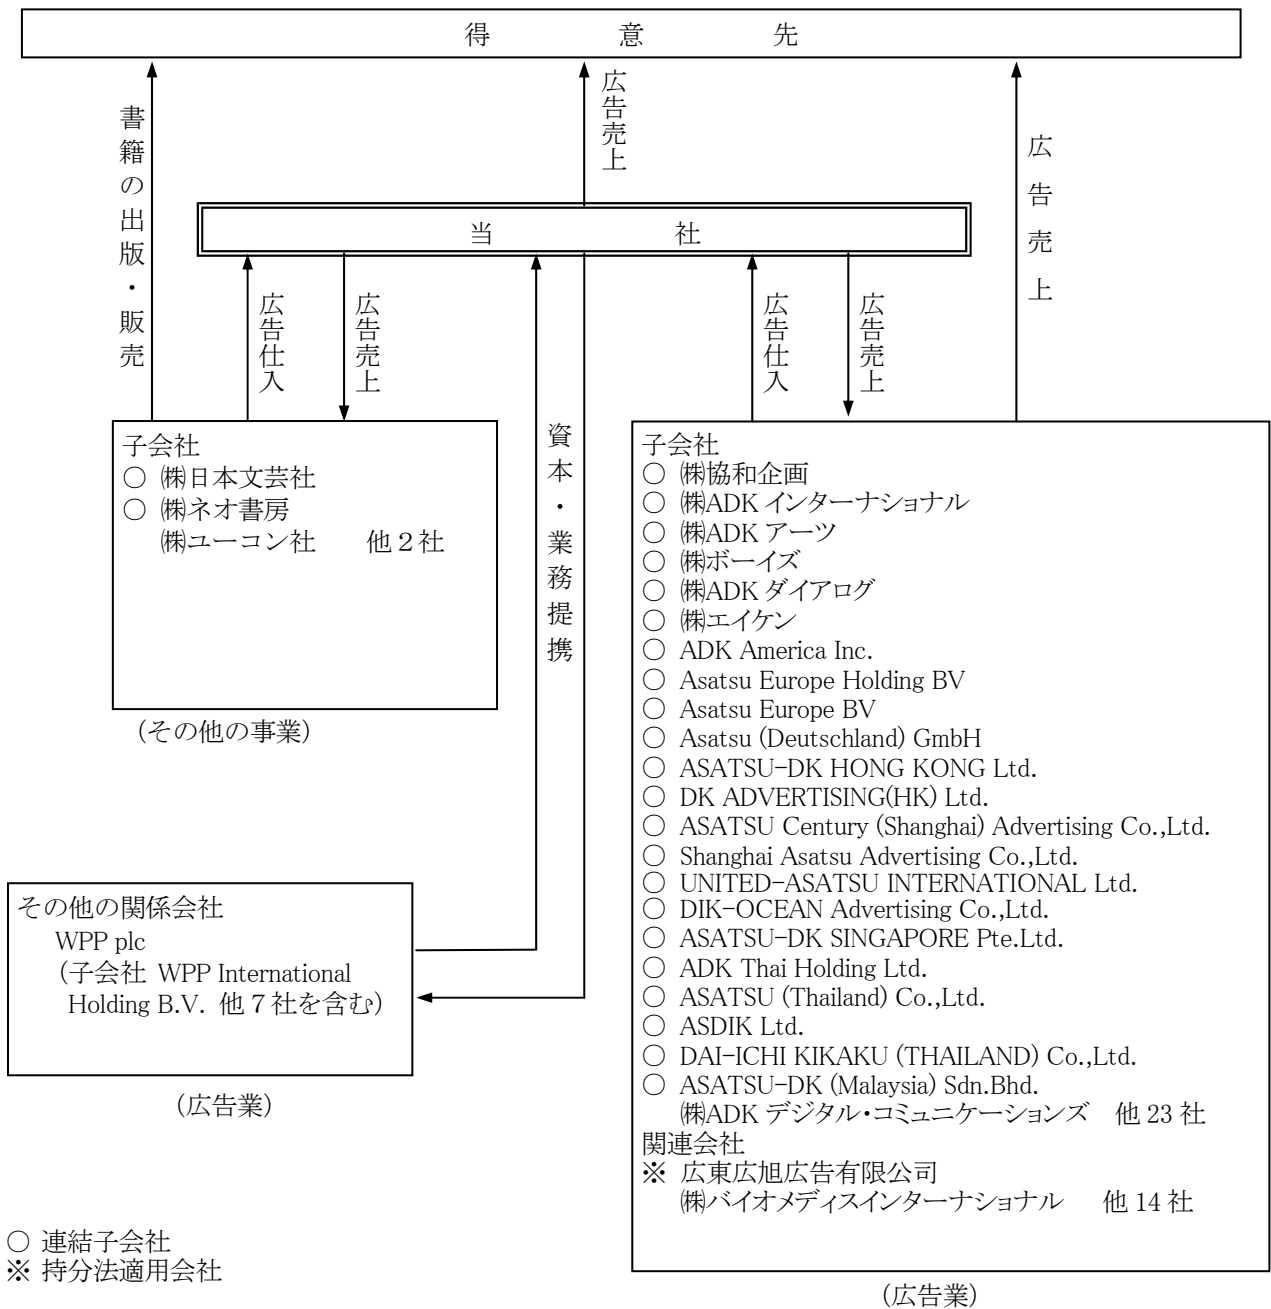 得意先
書籍の出版・販売
広告売上
広告売上
当社
広告仕入
広告売上
広告仕入
広告売上
資本・業務提携
子会社
○ ㈱日本文芸社
○ ㈱ネオ書房
㈱ユーコン社 他２社
(その他の事業)
その他の関係会社
WPP plc
(子会社 WPP International
Holding B.V. 他７社を含む)
(広告業)
子会社
○ ㈱協和企画
○ ㈱ADK インターナショナル
○ ㈱ADK アーツ
○ ㈱ボーイズ
○ ㈱ADK ダイアログ
○ ㈱エイケン
○ ADK America Inc.
○ Asatsu Europe Holding BV
○ Asatsu Europe BV
○ Asatsu (Deutschland) GmbH
○ ASATSU-DK HONG KONG Ltd.
○ DK ADVERTISING(HK) Ltd.
○ ASATSU Century (Shanghai) Advertising Co.,Ltd.
○ Shanghai Asatsu Advertising Co.,Ltd.
○ UNITED-ASATSU INTERNATIONAL Ltd.
○ DIK-OCEAN Advertising Co.,Ltd.
○ ASATSU-DK SINGAPORE Pte.Ltd.
○ ADK Thai Holding Ltd.
○ ASATSU (Thailand) Co.,Ltd.
○ ASDIK Ltd.
○ DAI-ICHI KIKAKU (THAILAND) Co.,Ltd.
○ ASATSU-DK (Malaysia) Sdn.Bhd.
㈱ADK デジタル・コミュニケーションズ 他 23 社
関連会社
※ 広東広旭広告有限公司
㈱バイオメディスインターナショナル 他 14 社
(広告業)
○ 連結子会社
※ 持分法適用会社